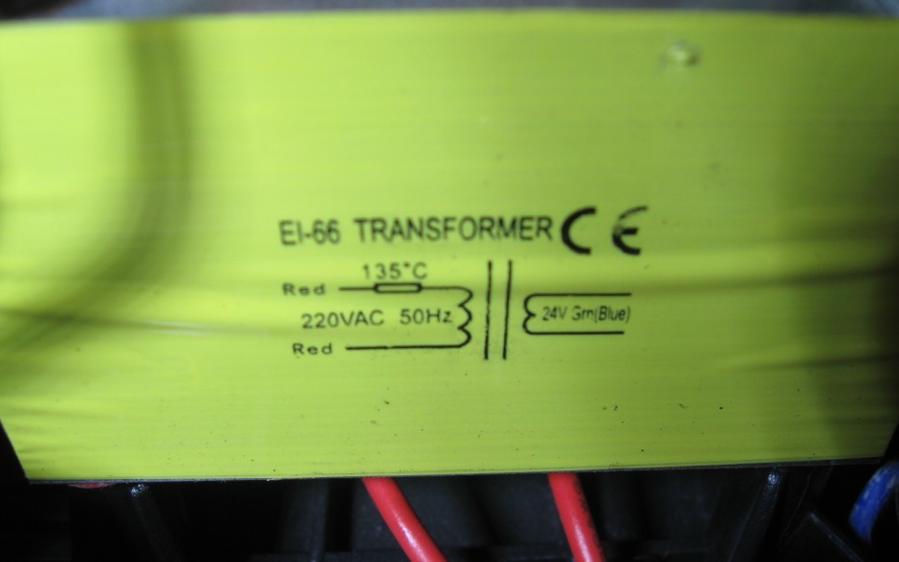 EI-66 TRANSFORMER CE
135°C
Red
220VAC 50Hz
24V Grn(Blue)
Red